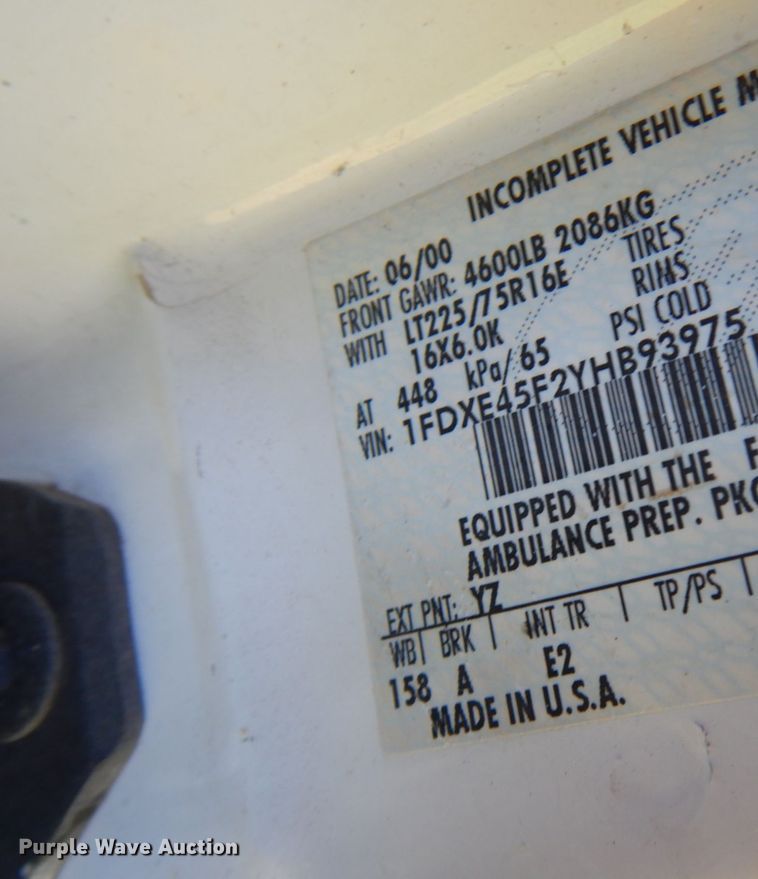 INCOMPLETE VEHICLE
DATE: 06/00
FRONT GAWR: 4600LB 2086KG
WITH LT225/75R16E TIRES
16X6.0K RIMS
AT 448 kPa/ 65 PSI COLD
VIN: 1FDXE45F2YHB93975
EQUIPPED WITH THE
AMBULANCE PREP. PKG
EXT PNT: YZ
WB BRK INT TR TP/PS
158 A E2
MADE IN U.S.A.
Purple Wave Auction